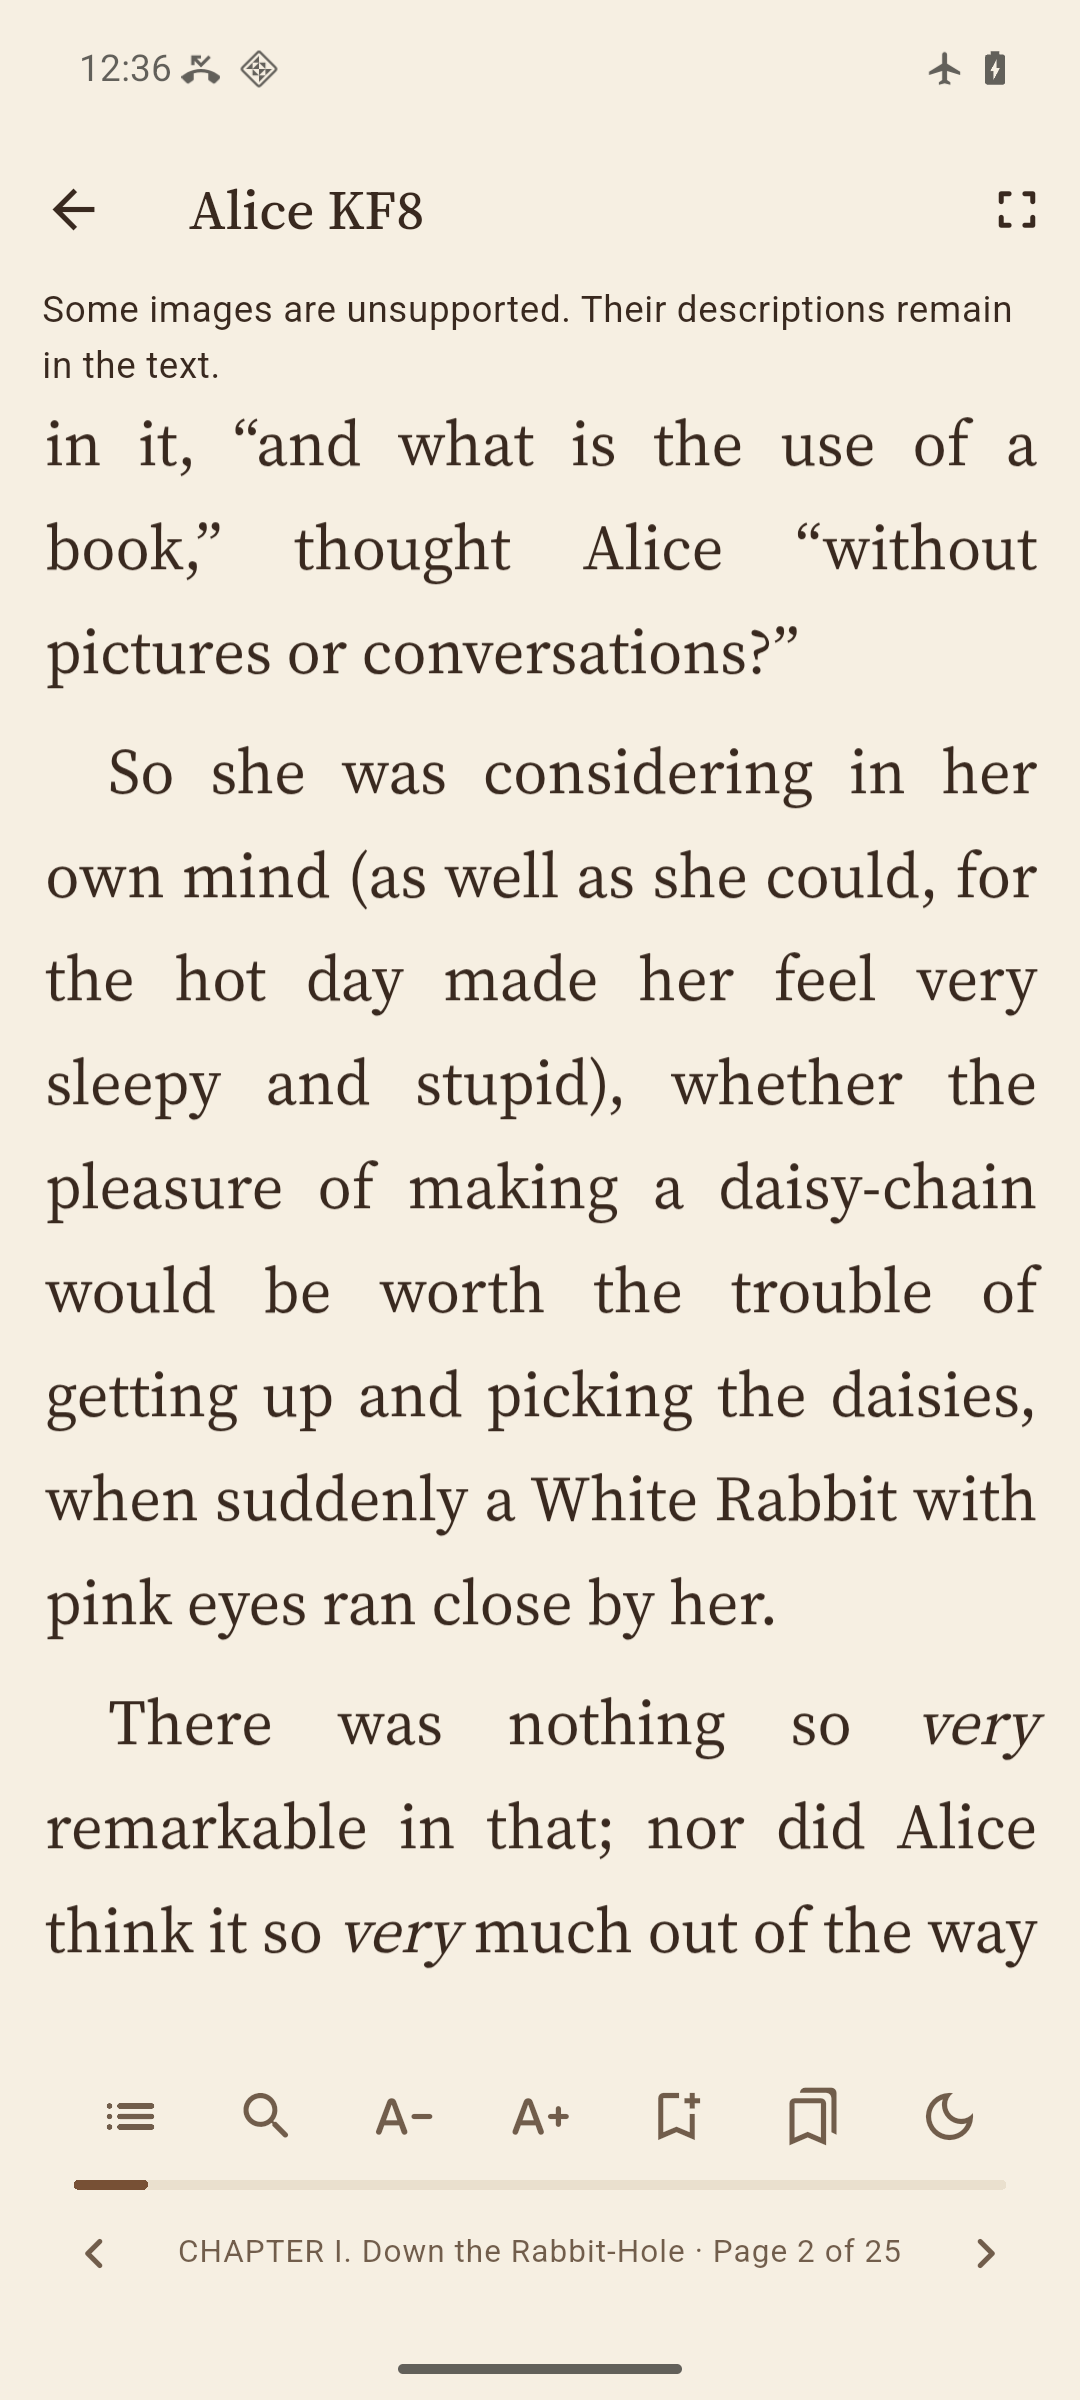 12:36
Alice KF8
Some images are unsupported. Their descriptions remain
in the text.
in it, “and what is the use of a
book,” thought Alice “without
pictures or conversations?”
So she was considering in her
own mind (as well as she could, for
the hot day made her feel very
sleepy and stupid), whether the
pleasure of making a daisy-chain
would be worth the trouble of
getting up and picking the daisies,
when suddenly a White Rabbit with
pink eyes ran close by her.
There was nothing so very
remarkable in that; nor did Alice
think it so very much out of the way
A− A+
CHAPTER I. Down the Rabbit-Hole · Page 2 of 25